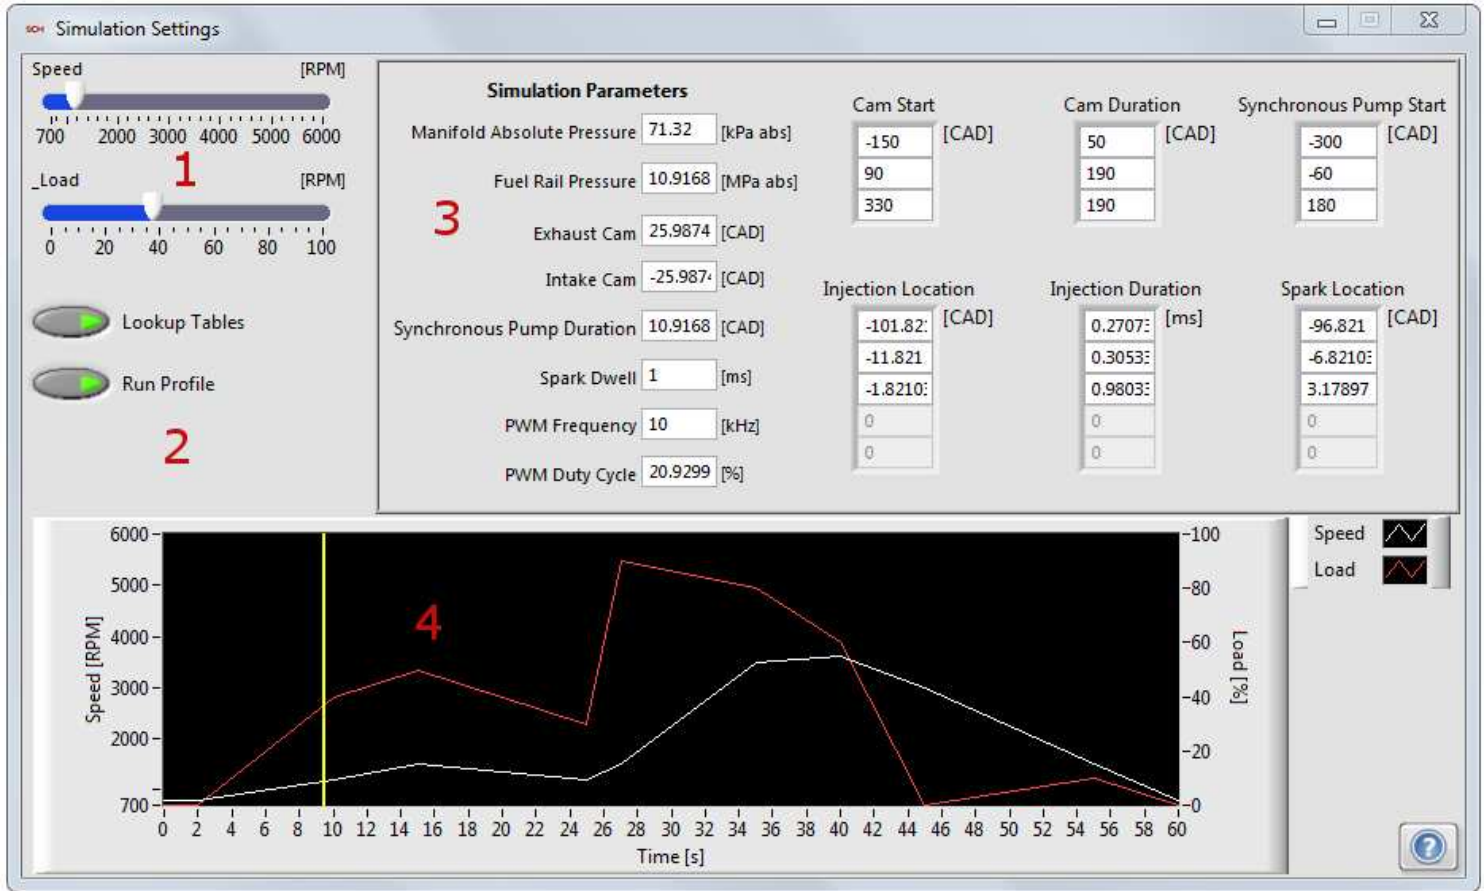 SCH Simulation Settings
Speed [RPM]
700 2000 3000 4000 5000 6000
1
_Load [RPM]
0 20 40 60 80 100
Lookup Tables
Run Profile
2
Simulation Parameters
Manifold Absolute Pressure 71.32 [kPa abs]
Fuel Rail Pressure 10.9168 [MPa abs]
3
Exhaust Cam 25.9874 [CAD]
Intake Cam -25.987 [CAD]
Synchronous Pump Duration 10.9168 [CAD]
Spark Dwell 1 [ms]
PWM Frequency 10 [kHz]
PWM Duty Cycle 20.9299 [%]
Cam Start [CAD]
-150
90
330
Cam Duration [CAD]
50
190
190
Synchronous Pump Start [CAD]
-300
-60
180
Injection Location [CAD]
-101.82
-11.821
-1.8210
0
0
Injection Duration [ms]
0.2707
0.3053
0.9803
0
0
Spark Location [CAD]
-96.821
-6.8210
3.17897
0
0
Speed [RPM]
6000
5000
4000
3000
2000
700
4
100
80
60
40
20
0
Load [%]
0 2 4 6 8 10 12 14 16 18 20 22 24 26 28 30 32 34 36 38 40 42 44 46 48 50 52 54 56 58 60
Time [s]
Speed
Load
?